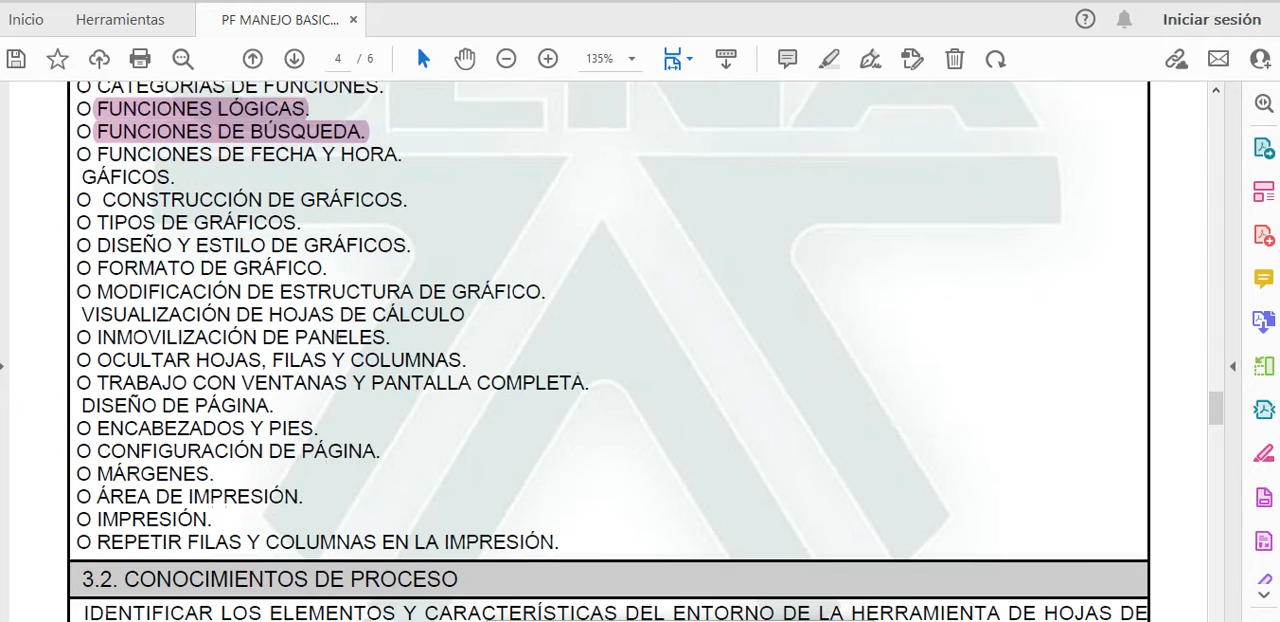 Inicio Herramientas PF MANEJO BASIC... × Iniciar sesión
4 / 6 135%
O CATEGORÍAS DE FUNCIONES.
O FUNCIONES LÓGICAS.
O FUNCIONES DE BÚSQUEDA.
O FUNCIONES DE FECHA Y HORA.
GÁFICOS.
O CONSTRUCCIÓN DE GRÁFICOS.
O TIPOS DE GRÁFICOS.
O DISEÑO Y ESTILO DE GRÁFICOS.
O FORMATO DE GRÁFICO.
O MODIFICACIÓN DE ESTRUCTURA DE GRÁFICO.
VISUALIZACIÓN DE HOJAS DE CÁLCULO
O INMOVILIZACIÓN DE PANELES.
O OCULTAR HOJAS, FILAS Y COLUMNAS.
O TRABAJO CON VENTANAS Y PANTALLA COMPLETA.
DISEÑO DE PÁGINA.
O ENCABEZADOS Y PIES.
O CONFIGURACIÓN DE PÁGINA.
O MÁRGENES.
O ÁREA DE IMPRESIÓN.
O IMPRESIÓN.
O REPETIR FILAS Y COLUMNAS EN LA IMPRESIÓN.
3.2. CONOCIMIENTOS DE PROCESO
IDENTIFICAR LOS ELEMENTOS Y CARACTERÍSTICAS DEL ENTORNO DE LA HERRAMIENTA DE HOJAS DE